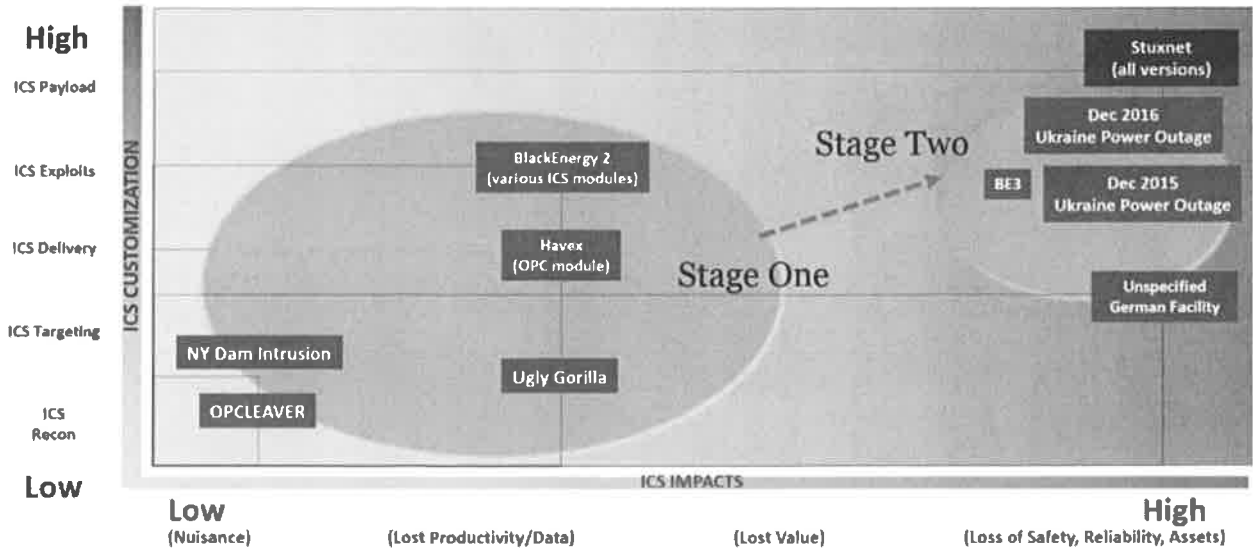 High
ICS Payload
ICS Exploits
ICS Delivery
ICS Targeting
ICS
Recon
Low
ICS CUSTOMIZATION
Stuxnet
(all versions)
Dec 2016
Ukraine Power Outage
Stage Two
BlackEnergy 2
(various ICS modules)
BE3
Dec 2015
Ukraine Power Outage
Havex
(OPC module)
Stage One
Unspecified
German Facility
NY Dam Intrusion
Ugly Gorilla
OPCLEAVER
ICS IMPACTS
Low
(Nuisance)
(Lost Productivity/Data)
(Lost Value)
High
(Loss of Safety, Reliability, Assets)